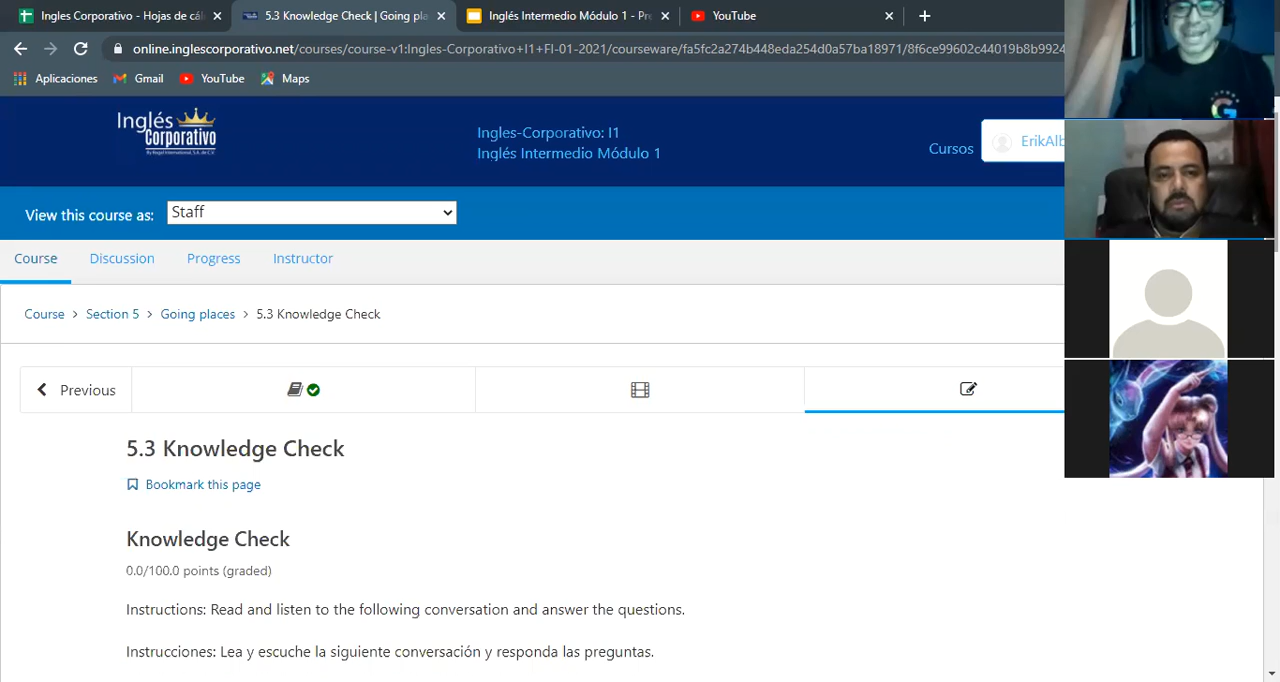 Ingles Corporativo - Hojas de cál
5.3 Knowledge Check | Going pla
Inglés Intermedio Módulo 1 - Pre
YouTube
online.inglescorporativo.net/courses/course-v1:Ingles-Corporativo+I1+FI-01-2021/courseware/fa5fc2a274b448eda254d0a57ba18971/8f6ce99602c44019b8b9924
Aplicaciones
Gmail
YouTube
Maps
Inglés
Corporativo
Ingles-Corporativo: I1
Inglés Intermedio Módulo 1
Cursos
ErikAlb
View this course as:
Staff
Course
Discussion
Progress
Instructor
Course > Section 5 > Going places > 5.3 Knowledge Check
Previous
5.3 Knowledge Check
Bookmark this page
Knowledge Check
0.0/100.0 points (graded)
Instructions: Read and listen to the following conversation and answer the questions.
Instrucciones: Lea y escuche la siguiente conversación y responda las preguntas.